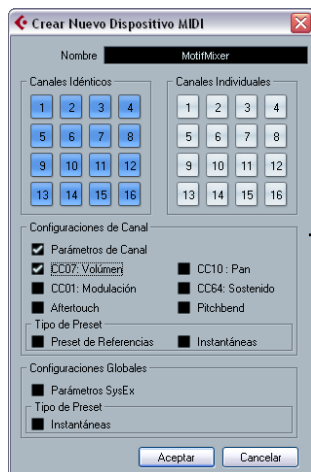 Crear Nuevo Dispositivo MIDI
Nombre MotifMixer
Canales Idénticos Canales Individuales
1 2 3 4 1 2 3 4
5 6 7 8 5 6 7 8
9 10 11 12 9 10 11 12
13 14 15 16 13 14 15 16
Configuraciones de Canal
Parámetros de Canal
CC07: Volúmen CC10 : Pan
CC01: Modulación CC64: Sostenido
Aftertouch Pitchbend
Tipo de Preset
Preset de Referencias Instantáneas
Configuraciones Globales
Parámetros SysEx
Tipo de Preset
Instantáneas
Aceptar Cancelar